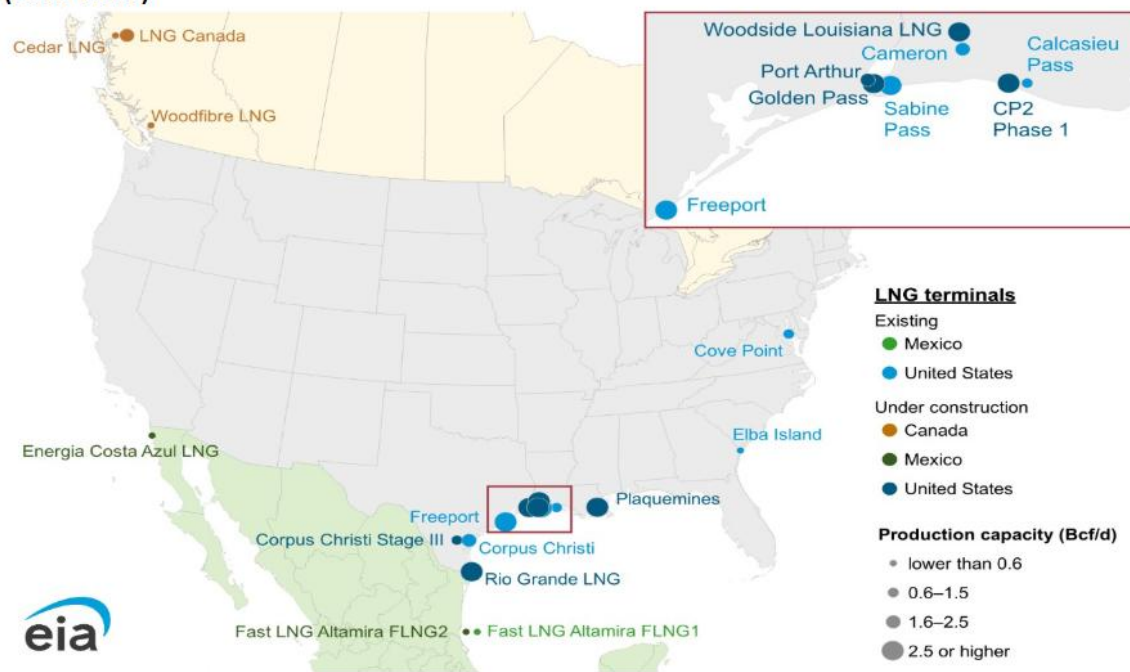 Cedar LNG
LNG Canada
Woodfibre LNG
Woodside Louisiana LNG
Cameron
Calcasieu
Pass
Port Arthur
Golden Pass
Sabine
Pass
CP2
Phase 1
Freeport
Cove Point
Elba Island
Energia Costa Azul LNG
Plaquemines
Freeport
Corpus Christi Stage III
Corpus Christi
Rio Grande LNG
Fast LNG Altamira FLNG2
Fast LNG Altamira FLNG1
LNG terminals
Existing
Mexico
United States
Under construction
Canada
Mexico
United States
Production capacity (Bcf/d)
lower than 0.6
0.6–1.5
1.6–2.5
2.5 or higher
eia